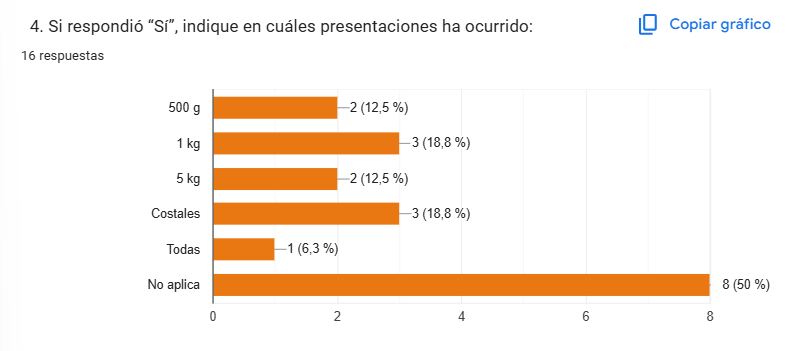 4. Si respondió “Sí”, indique en cuáles presentaciones ha ocurrido:
Copiar gráfico
16 respuestas
500 g 2 (12,5 %)
1 kg 3 (18,8 %)
5 kg 2 (12,5 %)
Costales 3 (18,8 %)
Todas 1 (6,3 %)
No aplica 8 (50 %)
0 2 4 6 8